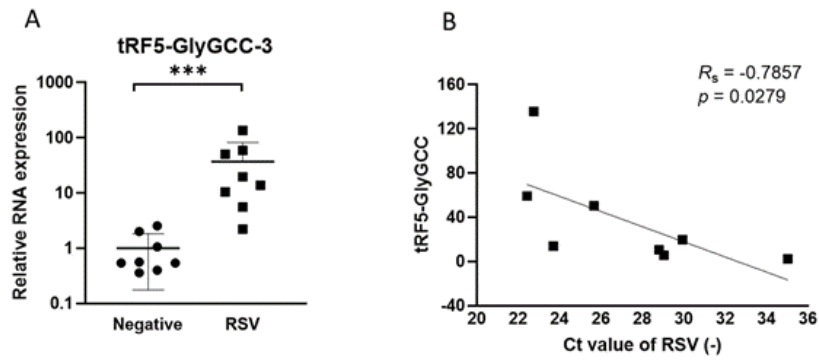 A
tRF5-GlyGCC-3
***
Relative RNA expression
1000
100
10
1
0.1
Negative
RSV
B
Rs = -0.7857
p = 0.0279
tRF5-GlyGCC
160
120
80
40
0
-40
20 22 24 26 28 30 32 34 36
Ct value of RSV (-)